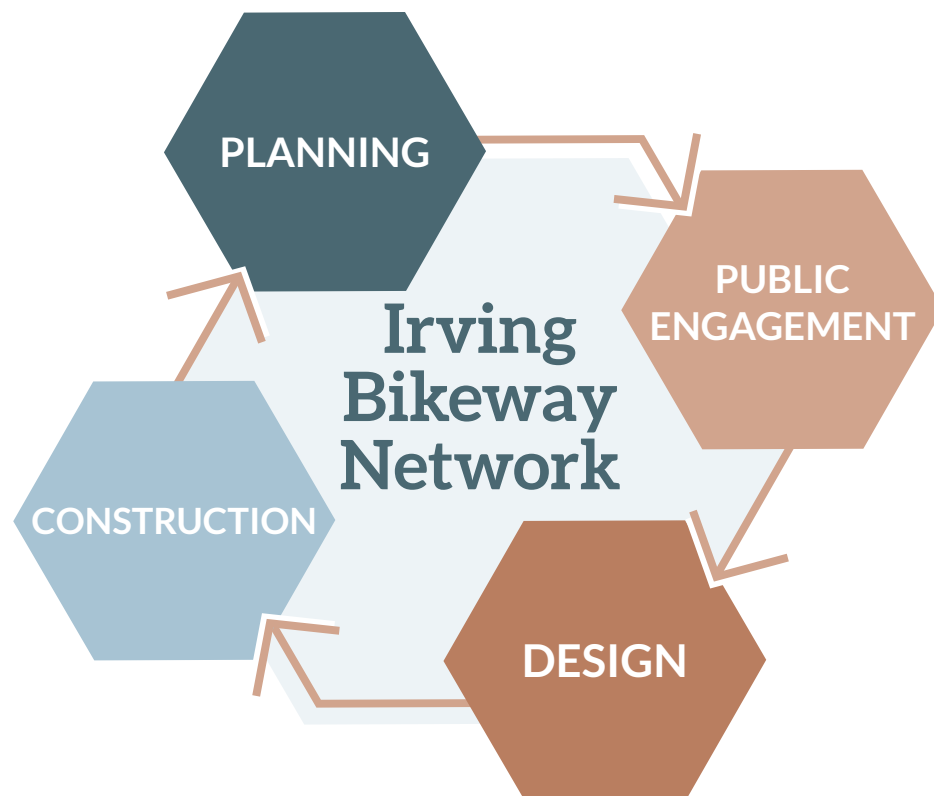 PLANNING
PUBLIC
ENGAGEMENT
Irving
Bikeway
Network
CONSTRUCTION
DESIGN